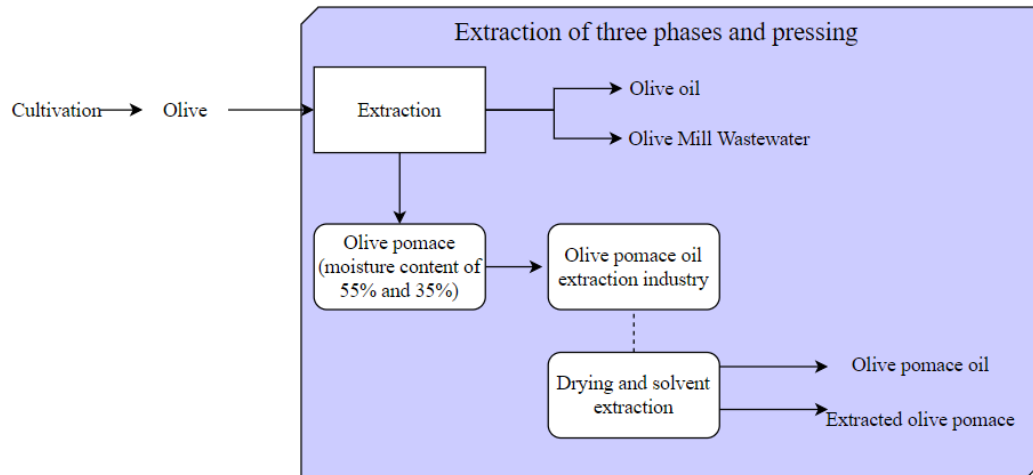 Extraction of three phases and pressing
Cultivation
Olive
Extraction
Olive oil
Olive Mill Wastewater
Olive pomace
(moisture content of
55% and 35%)
Olive pomace oil
extraction industry
Drying and solvent
extraction
Olive pomace oil
Extracted olive pomace